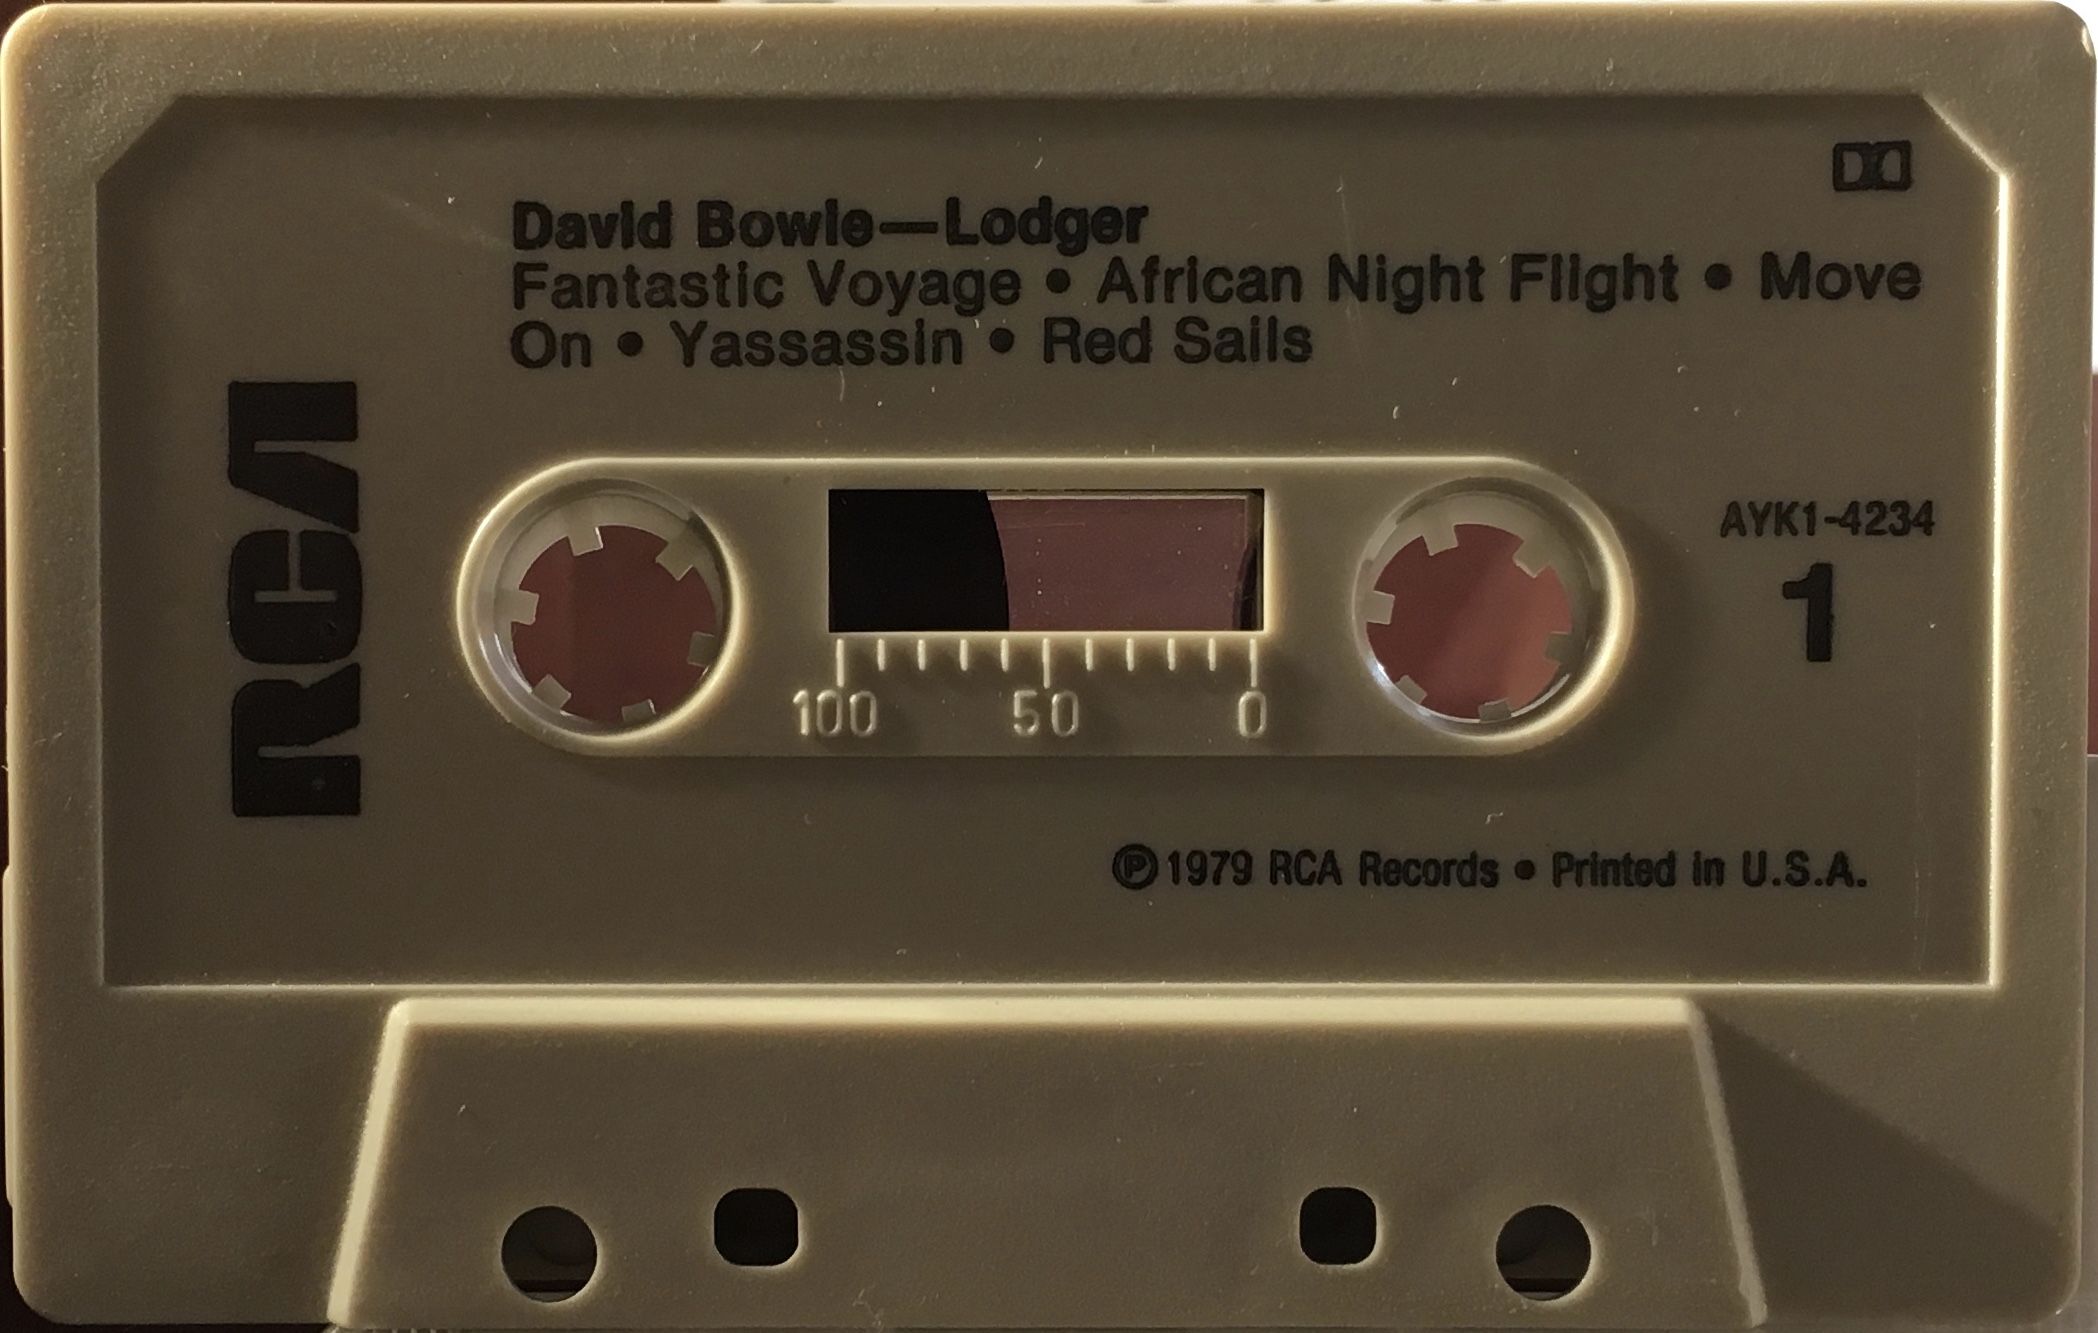 David Bowie—Lodger
Fantastic Voyage • African Night Flight • Move
On • Yassassin • Red Sails
RCA
AYK1-4234
1
100 50 0
℗1979 RCA Records • Printed in U.S.A.